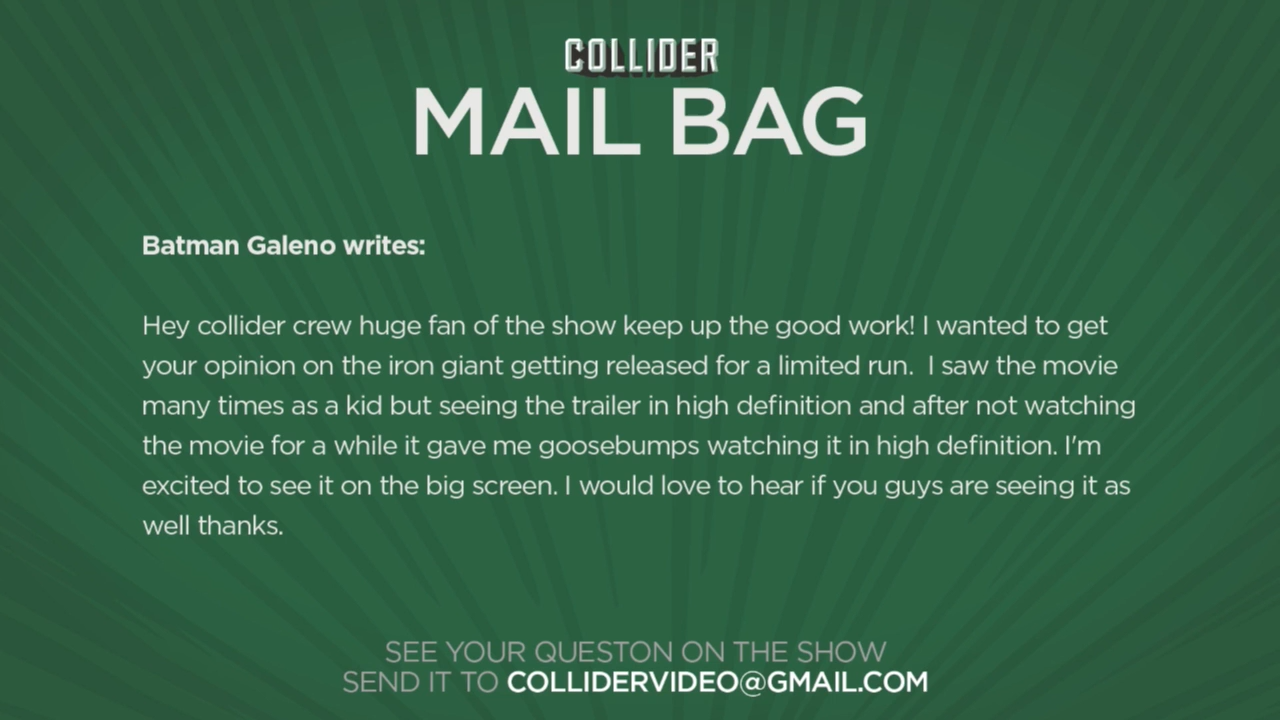 COLLIDER
MAIL BAG
Batman Galeno writes:
Hey collider crew huge fan of the show keep up the good work! I wanted to get
your opinion on the iron giant getting released for a limited run.  I saw the movie
many times as a kid but seeing the trailer in high definition and after not watching
the movie for a while it gave me goosebumps watching it in high definition. I'm
excited to see it on the big screen. I would love to hear if you guys are seeing it as
well thanks.
SEE YOUR QUESTON ON THE SHOW
SEND IT TO COLLIDERVIDEO@GMAIL.COM